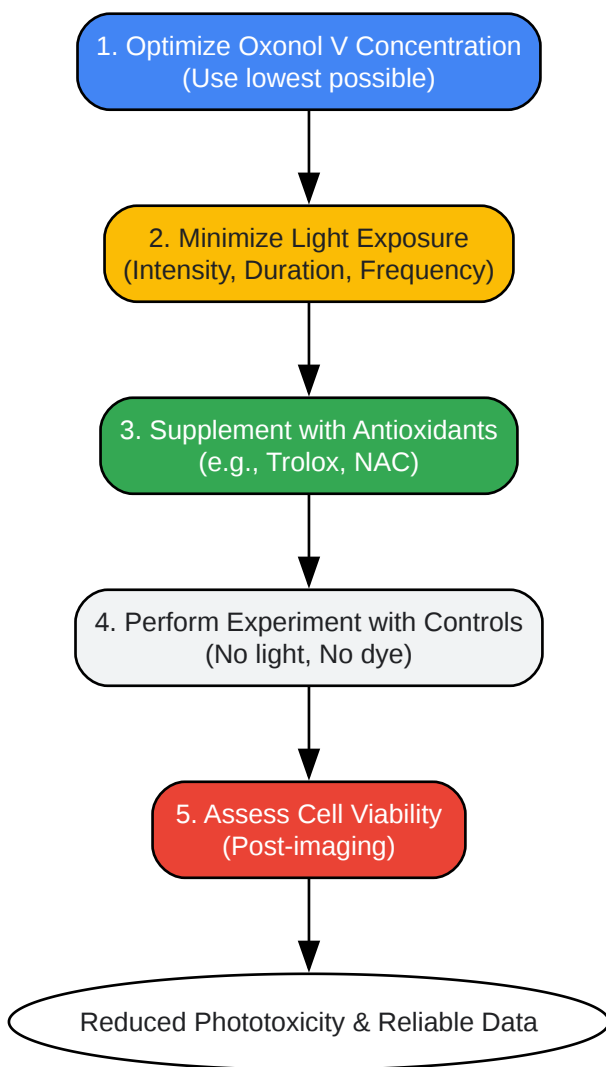 1. Optimize Oxonol V Concentration
(Use lowest possible)
2. Minimize Light Exposure
(Intensity, Duration, Frequency)
3. Supplement with Antioxidants
(e.g., Trolox, NAC)
4. Perform Experiment with Controls
(No light, No dye)
5. Assess Cell Viability
(Post-imaging)
Reduced Phototoxicity & Reliable Data